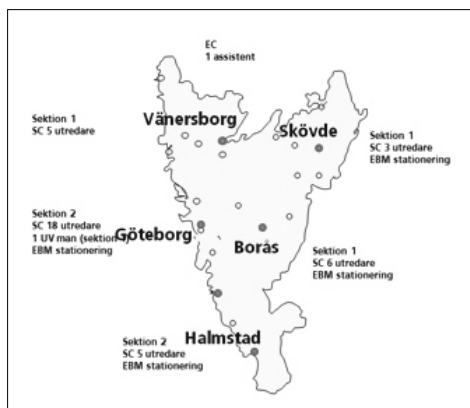 EC
1 assistent
Vänersborg
Sektion 1
SC 5 utredare
Skövde
Sektion 1
SC 3 utredare
EBM stationering
Sektion 2
SC 18 utredare
1 UV man (sektion 1)
EBM stationering
Göteborg
Borås
Sektion 1
SC 6 utredare
EBM stationering
Halmstad
Sektion 2
SC 5 utredare
EBM stationering